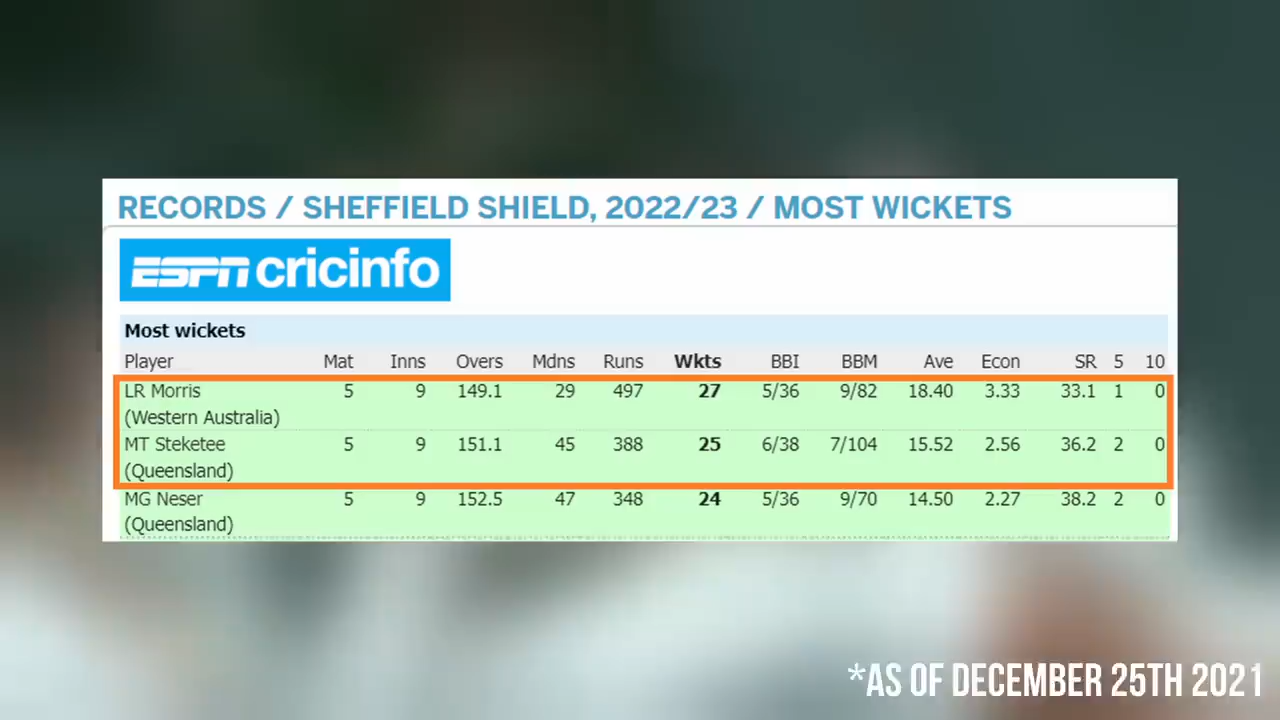 RECORDS / SHEFFIELD SHIELD, 2022/23 / MOST WICKETS
ESPN cricinfo
Most wickets
Player Mat Inns Overs Mdns Runs Wkts BBI BBM Ave Econ SR 5 10
LR Morris 5 9 149.1 29 497 27 5/36 9/82 18.40 3.33 33.1 1 0
(Western Australia)
MT Steketee 5 9 151.1 45 388 25 6/38 7/104 15.52 2.56 36.2 2 0
(Queensland)
MG Neser 5 9 152.5 47 348 24 5/36 9/70 14.50 2.27 38.2 2 0
(Queensland)
*AS OF DECEMBER 25TH 2021